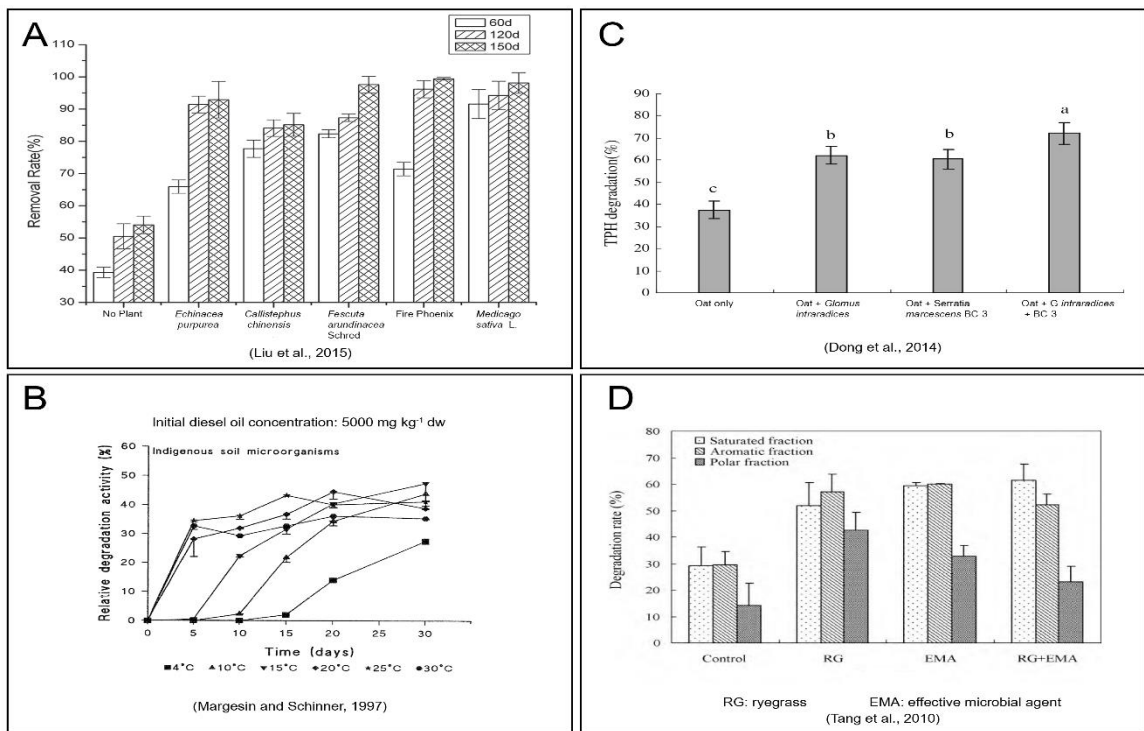 A
60d
120d
150d
110
100
90
80
70
60
50
40
30
Removal Rate(%)
No Plant
Echinacea
purpurea
Callistephus
chinensis
Fescuta
arundinacea
Schred
Fire Phoenix
Medicago
sativa L.
(Liu et al., 2015)
C
90
80
70
60
50
40
30
20
10
0
TPH degradation(%)
c
b
b
a
Oat only
Oat + Glomus
intraradices
Oat + Serratia
marcescens BC 3
Oat + G intraradices
+ BC 3
(Dong et al., 2014)
B
Initial diesel oil concentration: 5000 mg kg⁻¹ dw
Indigenous soil microorganisms
Relative degradation activity (%)
60
50
40
30
20
10
0
0 5 10 15 20 25 30
Time (days)
4°C 10°C 15°C 20°C 25°C 30°C
(Margesin and Schinner, 1997)
D
Saturated fraction
Aromatic fraction
Polar fraction
80
70
60
50
40
30
20
10
0
Degradation rate (%)
Control RG EMA RG+EMA
RG: ryegrass EMA: effective microbial agent
(Tang et al., 2010)